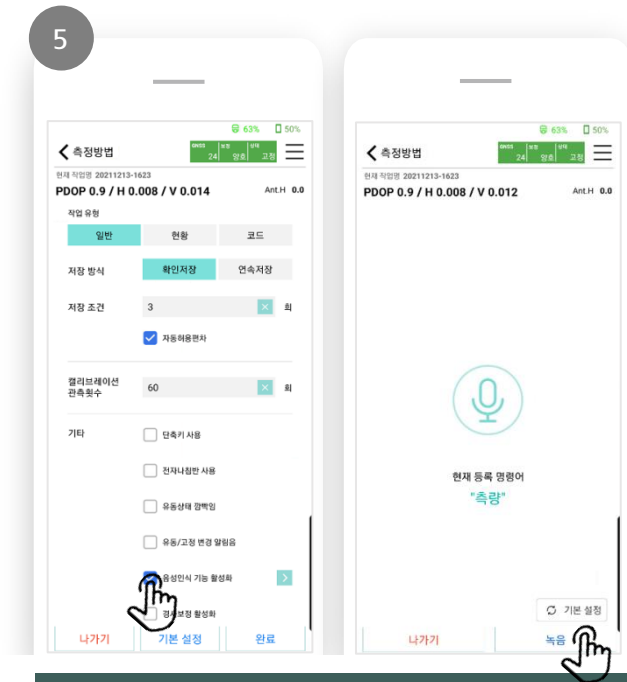 5
63% 50%
측정방법
GNSS 보정 상태
24 양호 고정
현재 작업명 20211213-1623
PDOP 0.9 / H 0.008 / V 0.014 Ant.H 0.0
작업 유형
일반 현황 코드
저장 방식 확인저장 연속저장
저장 조건 3 회
자동허용편차
캘리브레이션
관측횟수 60 회
기타 단축키 사용
전자나침반 사용
유동상태 깜빡임
유동/고정 변경 알림음
음성인식 기능 활성화
경사보정 활성화
나가기 기본 설정 완료
63% 50%
측정방법
GNSS 보정 상태
24 양호 고정
현재 작업명 20211213-1623
PDOP 0.9 / H 0.008 / V 0.012 Ant.H 0.0
현재 등록 명령어
"측량"
기본 설정
나가기 녹음